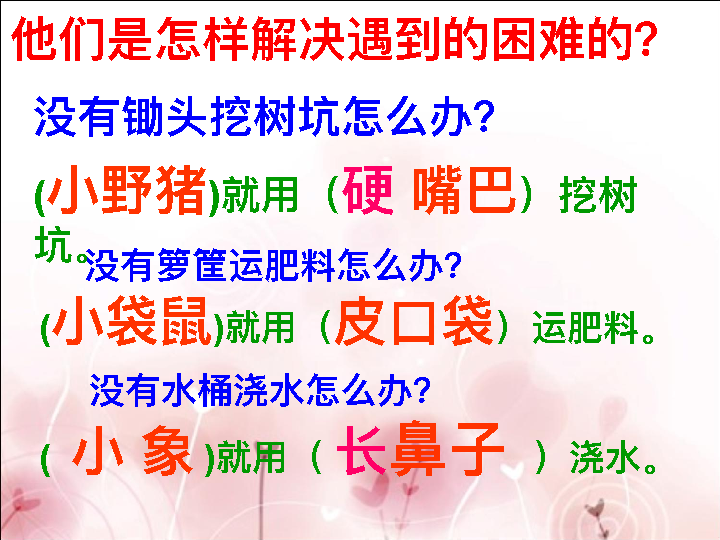 他们是怎样解决遇到的困难的？
没有锄头挖树坑怎么办？
(小野猪)就用（硬 嘴巴）挖树
坑。
没有箩筐运肥料怎么办？
(小袋鼠)就用（皮口袋）运肥料。
没有水桶浇水怎么办？
( 小 象 )就用（ 长鼻子 ）浇水。